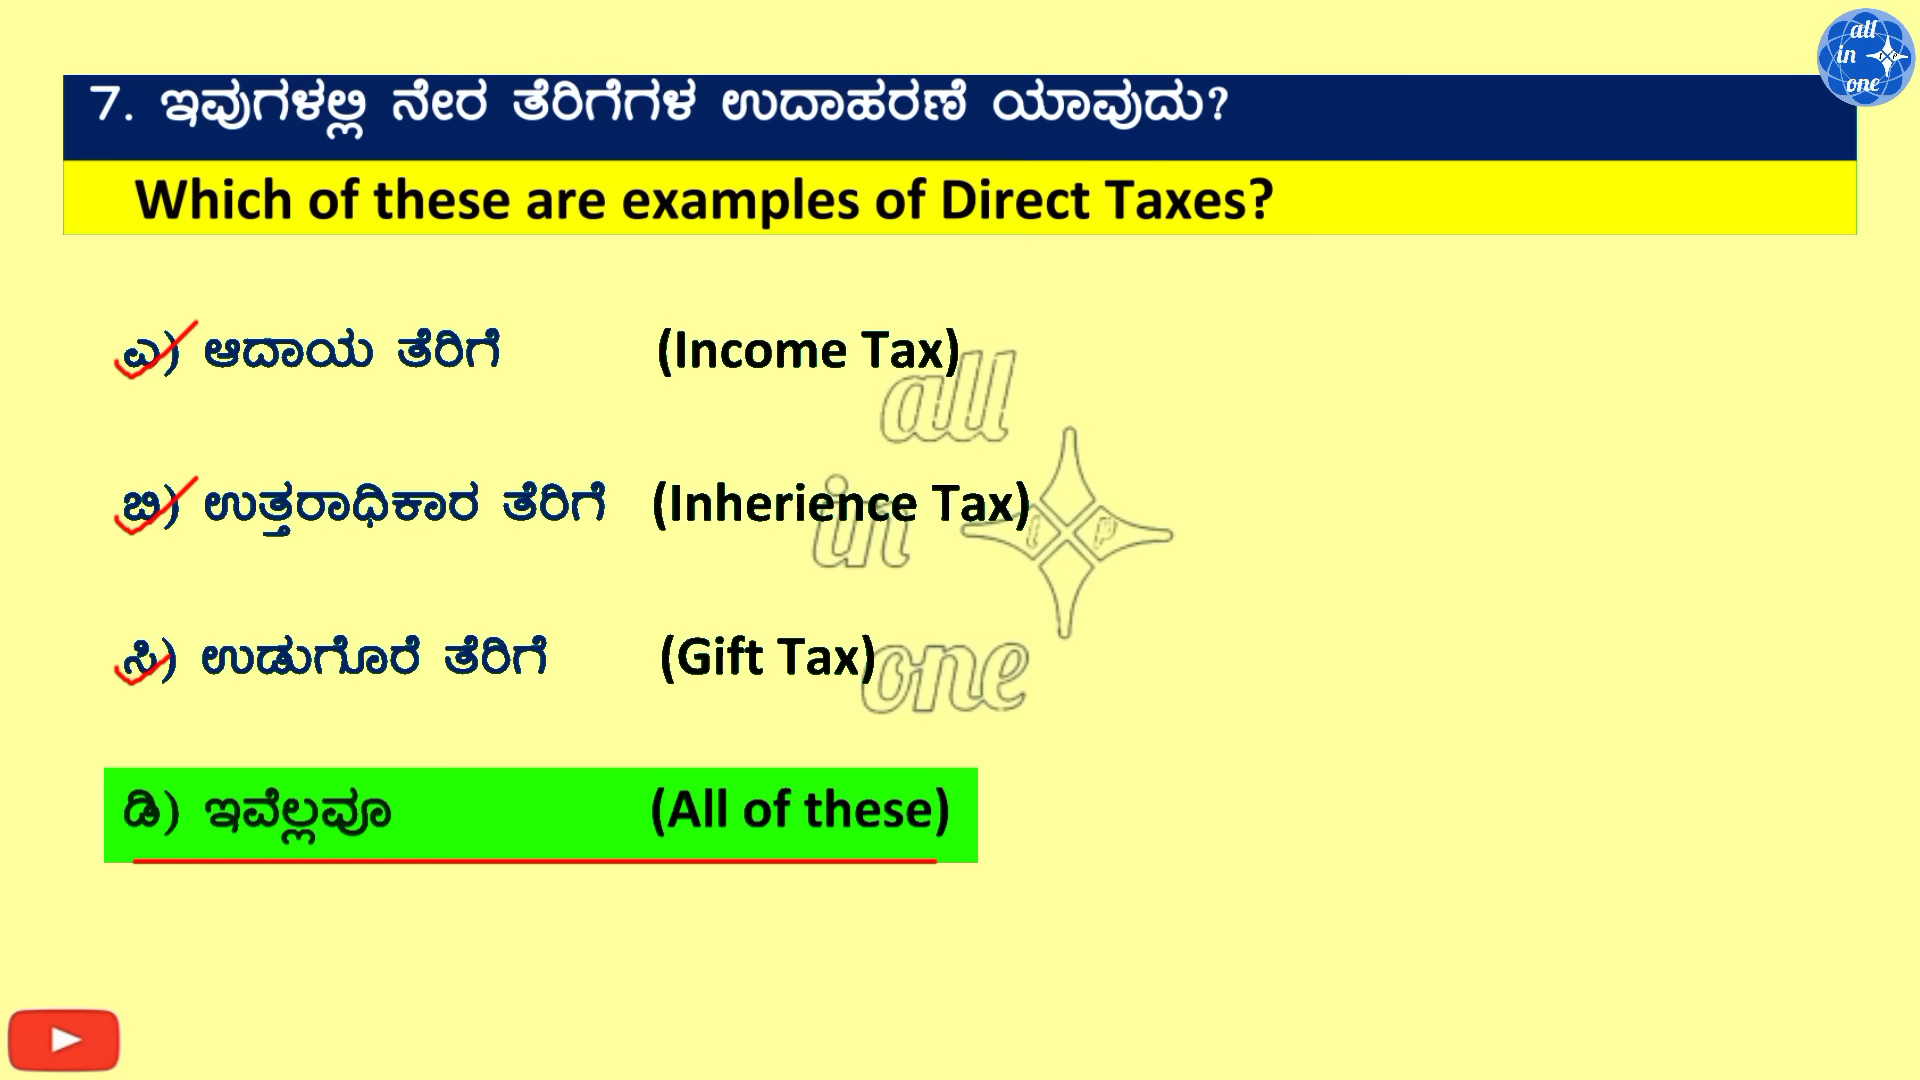 all
in
one
7. ಇವುಗಳಲ್ಲಿ ನೇರ ತೆರಿಗೆಗಳ ಉದಾಹರಣೆ ಯಾವುದು?
Which of these are examples of Direct Taxes?
ಎ) ಆದಾಯ ತೆರಿಗೆ (Income Tax)
all
ಬಿ) ಉತ್ತರಾಧಿಕಾರ ತೆರಿಗೆ (Inherience Tax)
in
ಸಿ) ಉಡುಗೊರೆ ತೆರಿಗೆ (Gift Tax)
one
ಡಿ) ಇವೆಲ್ಲವೂ (All of these)